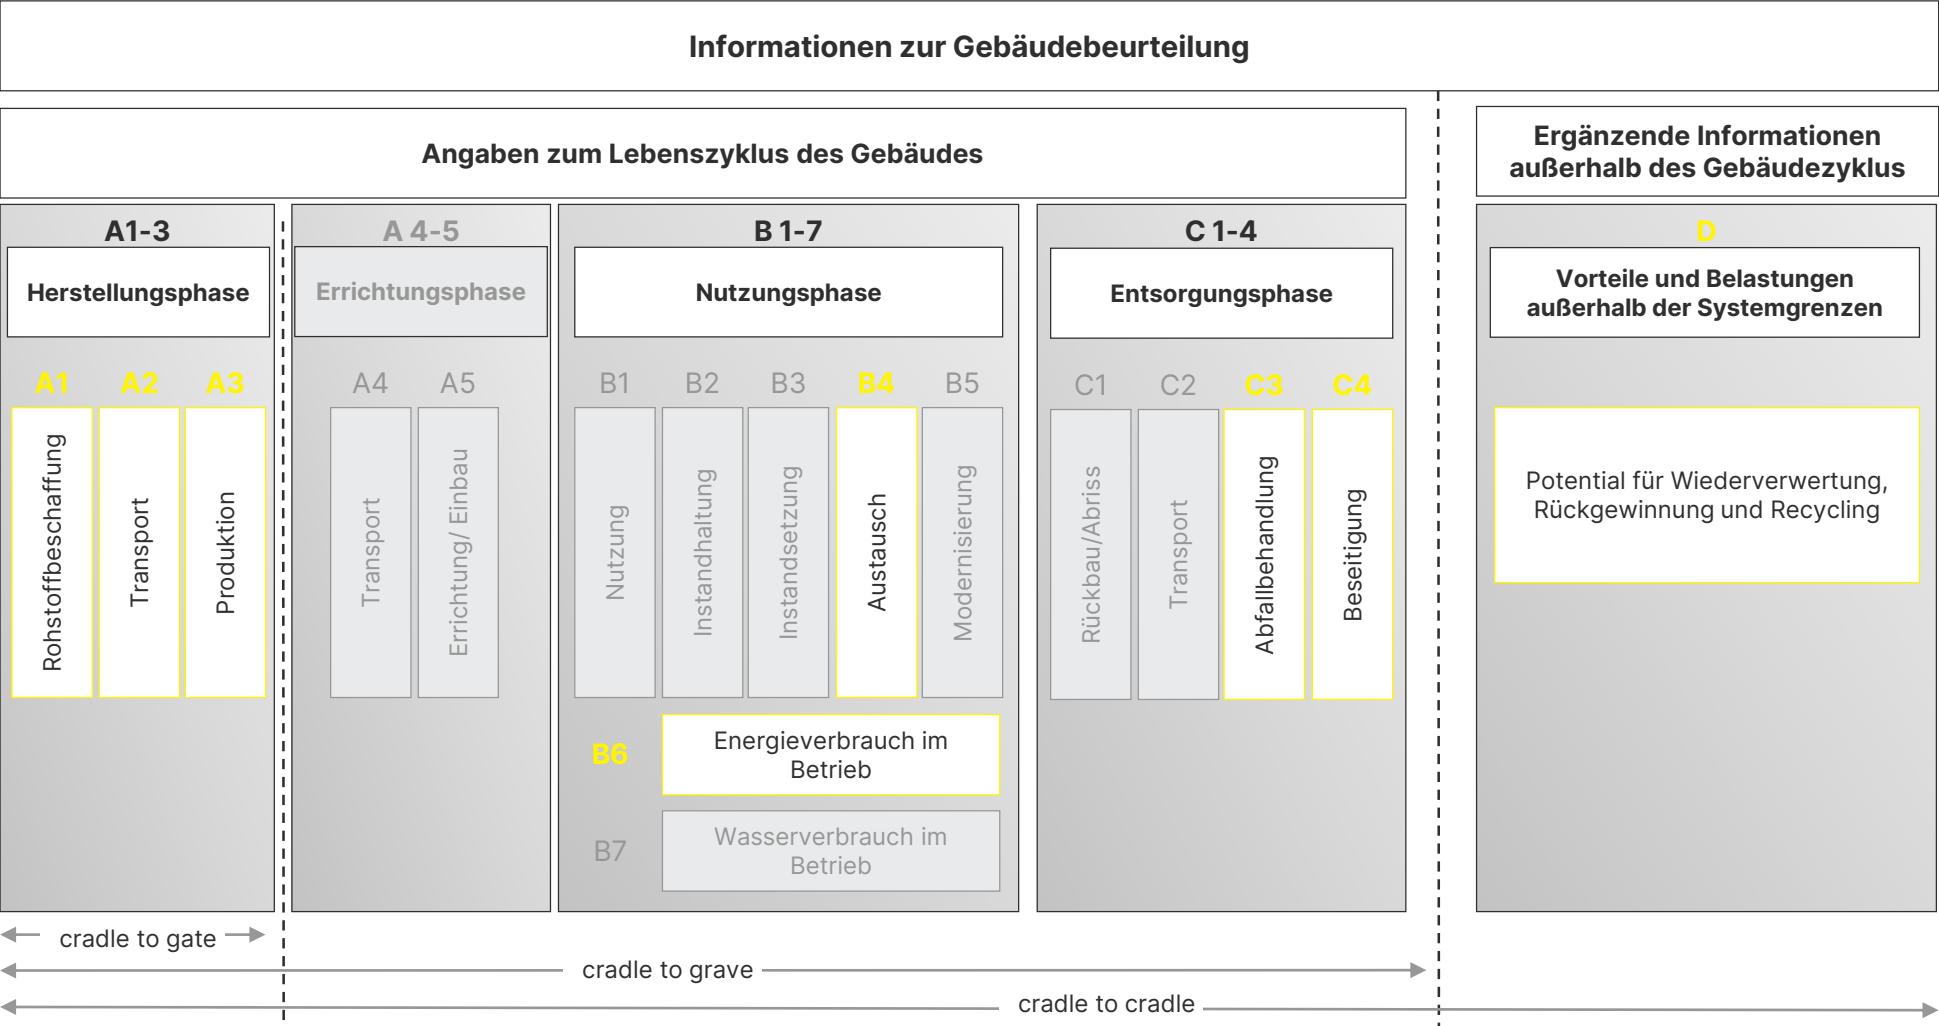 Informationen zur Gebäudebeurteilung
Angaben zum Lebenszyklus des Gebäudes
Ergänzende Informationen
außerhalb des Gebäudezyklus
A1-3
Herstellungsphase
A1
A2
A3
Rohstoffbeschaffung
Transport
Produktion
A 4-5
Errichtungsphase
A4
A5
Transport
Errichtung/ Einbau
B 1-7
Nutzungsphase
B1
B2
B3
B4
B5
Nutzung
Instandhaltung
Instandsetzung
Austausch
Modernisierung
B6
Energieverbrauch im
Betrieb
B7
Wasserverbrauch im
Betrieb
C 1-4
Entsorgungsphase
C1
C2
C3
C4
Rückbau/Abriss
Transport
Abfallbehandlung
Beseitigung
D
Vorteile und Belastungen
außerhalb der Systemgrenzen
Potential für Wiederverwertung,
Rückgewinnung und Recycling
cradle to gate
cradle to grave
cradle to cradle